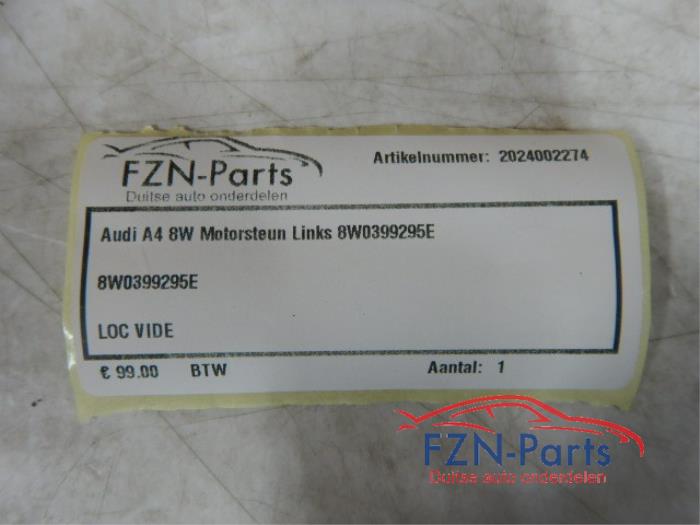 FZN-Parts
Duitse auto onderdelen
Artikelnummer: 2024002274
Audi A4 8W Motorsteun Links 8W0399295E
8W0399295E
LOC VIDE
€ 99.00 BTW Aantal: 1
FZN-Parts
Duitse auto onderdelen